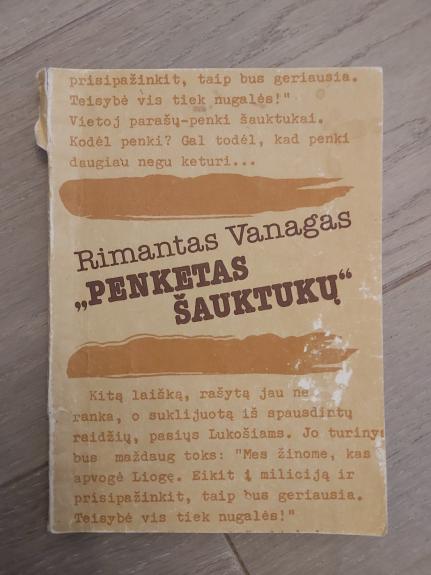 prisipažinkit, taip bus geriausia.
Teisybė vis tiek nugalės!"
Vietoj parašų-penki šauktukai.
Kodėl penki? Gal todėl, kad penki
daugiau negu keturi...
Rimantas Vanagas
„PENKETAS
ŠAUKTUKŲ“
Kitą laišką, rašytą jau ne
ranka, o suklijuotą iš spausdintų
raidžių, pasiųs Lukošiams. Jo turinys
bus maždaug toks: "Mes žinome, kas
apvogė Liogę. Eikit į miliciją ir
prisipažinkit, taip bus geriausia.
Teisybė vis tiek nugalės!"